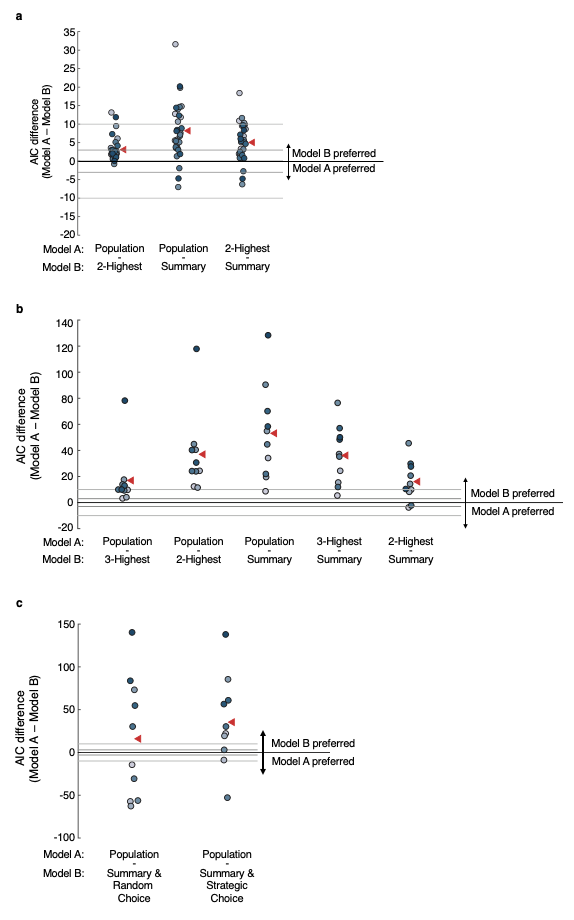 a
35
30
25
20
15
10
5
0
-5
-10
-15
-20
AIC difference
(Model A – Model B)
Model B preferred
Model A preferred
Model A: Population Population 2-Highest
- - -
Model B: 2-Highest Summary Summary
b
140
120
100
80
60
40
20
0
-20
AIC difference
(Model A – Model B)
Model B preferred
Model A preferred
Model A: Population Population Population 3-Highest 2-Highest
- - - - -
Model B: 3-Highest 2-Highest Summary Summary Summary
c
150
100
50
0
-50
-100
AIC difference
(Model A – Model B)
Model B preferred
Model A preferred
Model A: Population Population
- -
Model B: Summary & Summary &
Random Strategic
Choice Choice